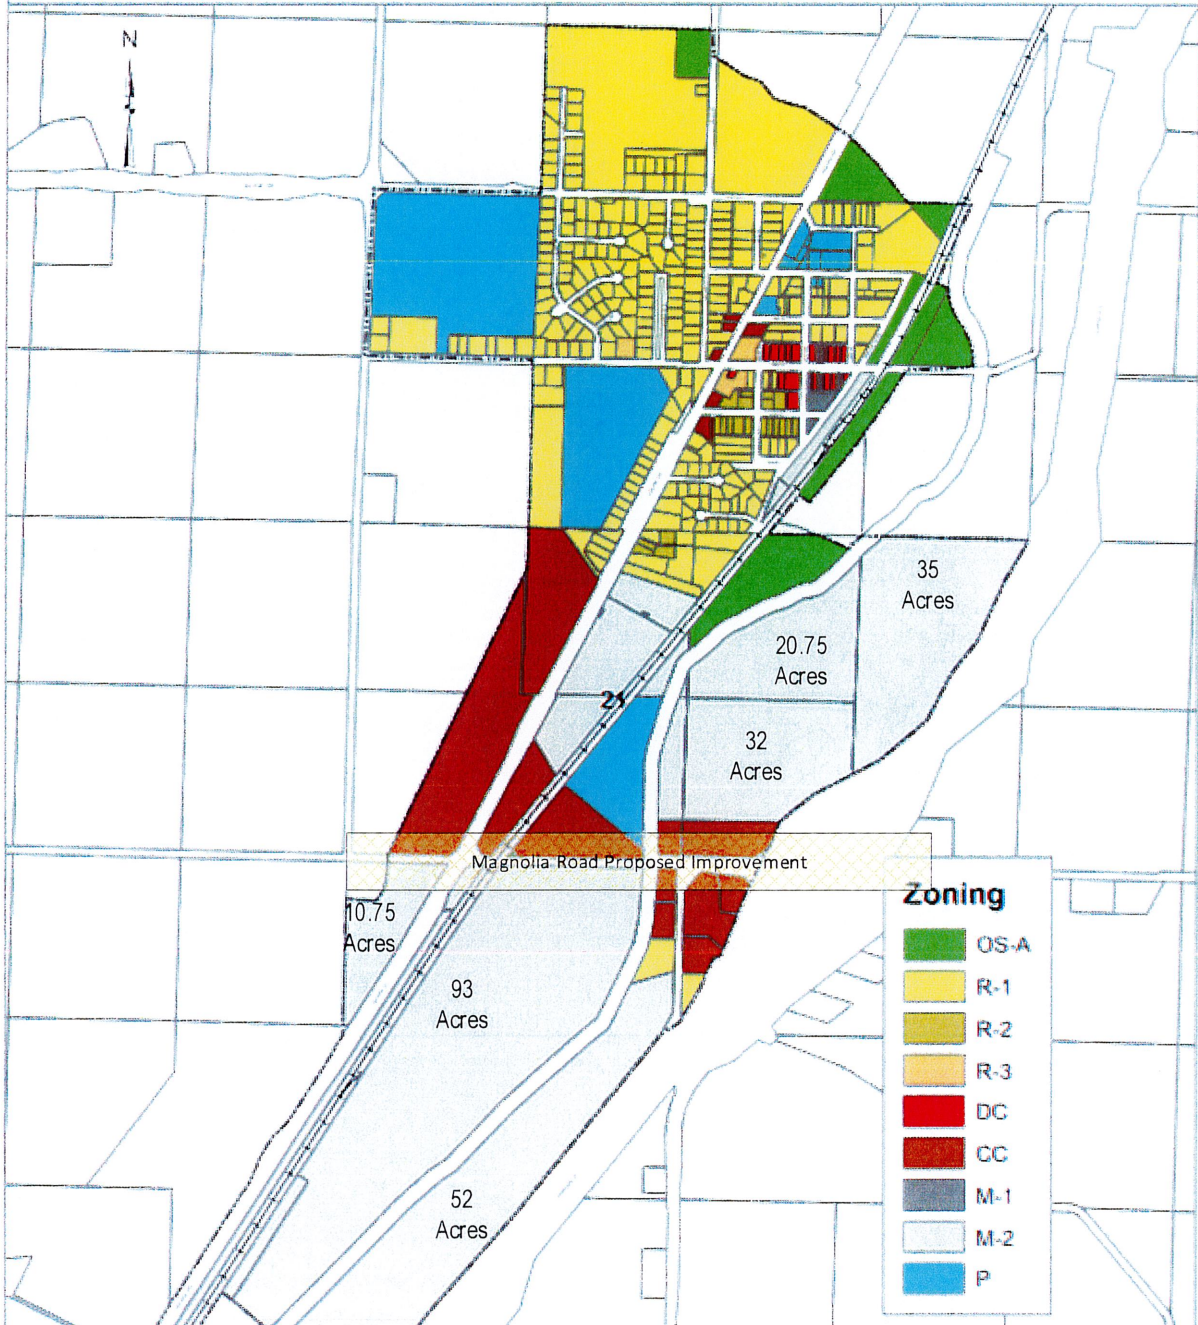 N
35
Acres
20.75
Acres
21
32
Acres
Magnolia Road Proposed Improvement
10.75
Acres
93
Acres
52
Acres
Zoning
OS-A
R-1
R-2
R-3
DC
CC
M-1
M-2
P